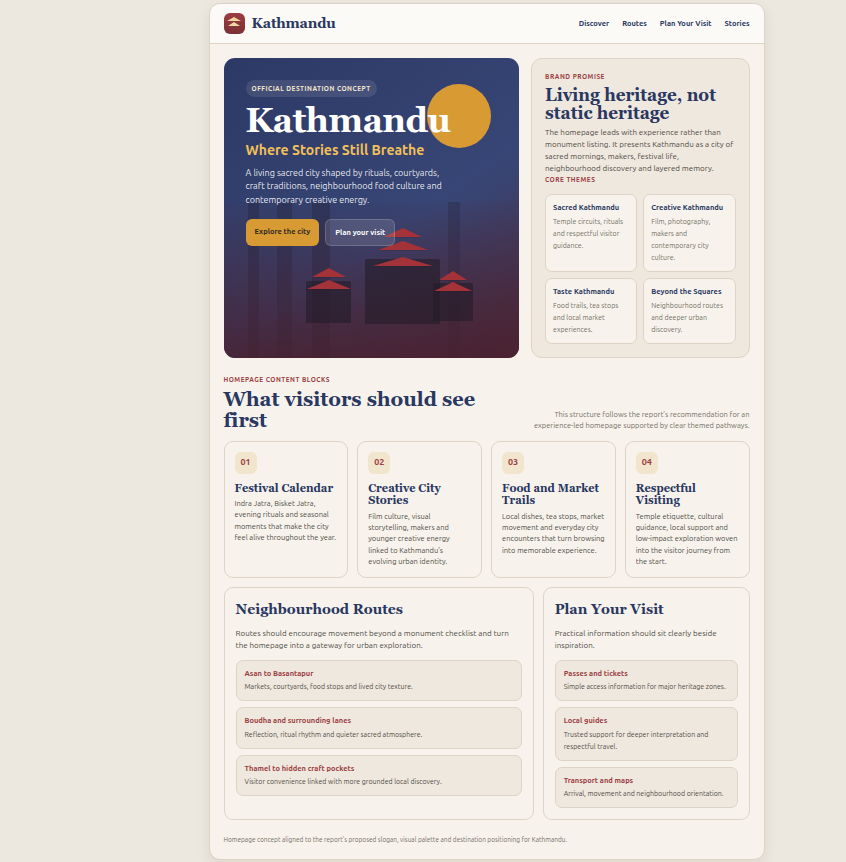 Kathmandu
Discover Routes Plan Your Visit Stories
OFFICIAL DESTINATION CONCEPT
Kathmandu
Where Stories Still Breathe
A living sacred city shaped by rituals, courtyards,
craft traditions, neighbourhood food culture and
contemporary creative energy.
Explore the city
Plan your visit
BRAND PROMISE
Living heritage, not
static heritage
The homepage leads with experience rather than
monument listing. It presents Kathmandu as a city of
sacred mornings, makers, festival life,
neighbourhood discovery and layered memory.
CORE THEMES
Sacred Kathmandu
Temple circuits, rituals
and respectful visitor
guidance.
Creative Kathmandu
Film, photography,
makers and
contemporary city
culture.
Taste Kathmandu
Food trails, tea stops
and local market
experiences.
Beyond the Squares
Neighbourhood routes
and deeper urban
discovery.
HOMEPAGE CONTENT BLOCKS
What visitors should see
first
This structure follows the report's recommendation for an
experience-led homepage supported by clear themed pathways.
01
Festival Calendar
Indra Jatra, Bisket Jatra,
evening rituals and seasonal
moments that make the city
feel alive throughout the year.
02
Creative City
Stories
Film culture, visual
storytelling, makers and
younger creative energy
linked to Kathmandu's
evolving urban identity.
03
Food and Market
Trails
Local dishes, tea stops, market
movement and everyday city
encounters that turn browsing
into memorable experience.
04
Respectful
Visiting
Temple etiquette, cultural
guidance, local support and
low-impact exploration woven
into the visitor journey from
the start.
Neighbourhood Routes
Routes should encourage movement beyond a monument checklist and turn
the homepage into a gateway for urban exploration.
Asan to Basantapur
Markets, courtyards, food stops and lived city texture.
Boudha and surrounding lanes
Reflection, ritual rhythm and quieter sacred atmosphere.
Thamel to hidden craft pockets
Visitor convenience linked with more grounded local discovery.
Plan Your Visit
Practical information should sit clearly beside
inspiration.
Passes and tickets
Simple access information for major heritage zones.
Local guides
Trusted support for deeper interpretation and
respectful travel.
Transport and maps
Arrival, movement and neighbourhood orientation.
Homepage concept aligned to the report's proposed slogan, visual palette and destination positioning for Kathmandu.